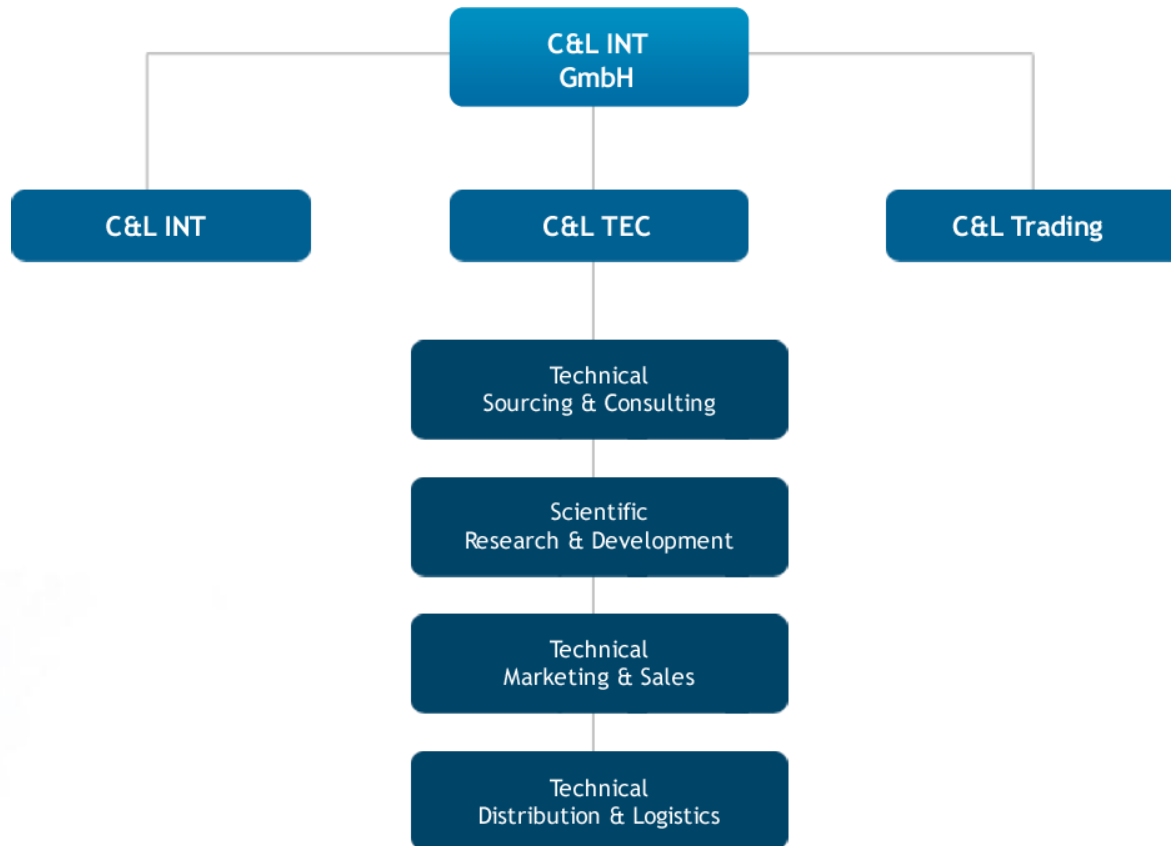 C&L INT
GmbH
C&L INT
C&L TEC
C&L Trading
Technical
Sourcing & Consulting
Scientific
Research & Development
Technical
Marketing & Sales
Technical
Distribution & Logistics